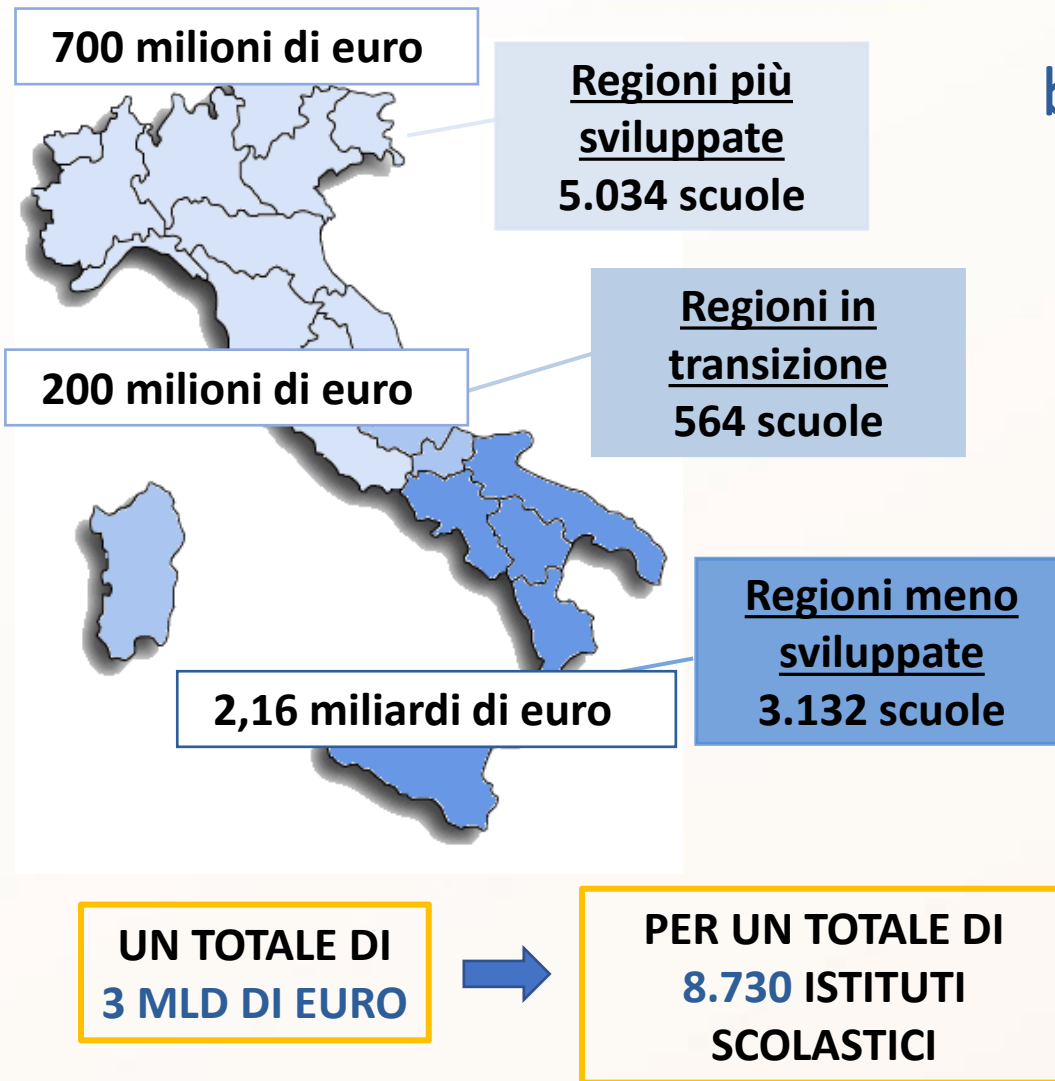 700 milioni di euro
Regioni più
sviluppate
5.034 scuole
b
Regioni in
transizione
564 scuole
200 milioni di euro
Regioni meno
sviluppate
3.132 scuole
2,16 miliardi di euro
UN TOTALE DI
3 MLD DI EURO
PER UN TOTALE DI
8.730 ISTITUTI
SCOLASTICI